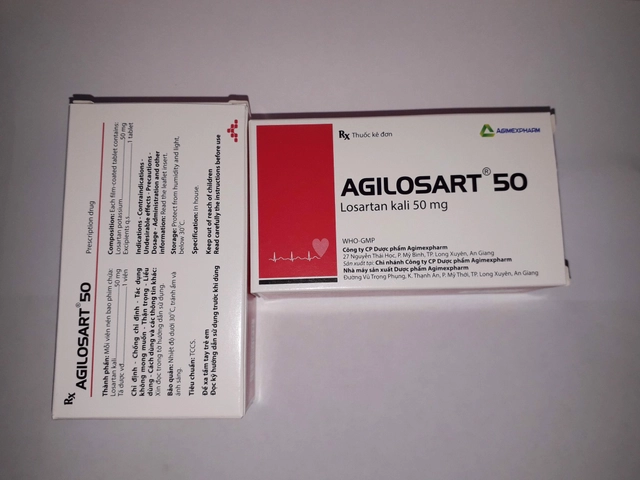 Rx AGILOSART® 50
Prescription drug
Thành phần: Mỗi viên nén bao phim chứa:
Losartan kali 50 mg
Tá dược vđ 1 viên
Chỉ định - Chống chỉ định - Tác dụng
không mong muốn - Thận trọng - Liều
dùng - Cách dùng và các thông tin khác:
Xin đọc trong tờ hướng dẫn sử dụng.
Bảo quản: Nhiệt độ dưới 30°C, tránh ẩm và
ánh sáng.
Tiêu chuẩn: TCCS.
Để xa tầm tay trẻ em
Đọc kỹ hướng dẫn sử dụng trước khi dùng
Composition: Each film-coated tablet contains:
Losartan potassium 50 mg
Excipients q.s. 1 tablet
Indications - Contraindications -
Undesirable effects - Precautions -
Dosage - Administration and other
information: Read the leaflet insert.
Storage: Protect from humidity and light,
below 30°C.
Specification: In house.
Keep out of reach of children
Read carefully the instructions before use
Rx Thuốc kê đơn
AGIMEXPHARM
AGILOSART® 50
Losartan kali 50 mg
WHO-GMP
Công ty CP Dược phẩm Agimexpharm
27 Nguyễn Thái Học, P. Mỹ Bình, TP. Long Xuyên, An Giang
Sản xuất tại: Chi nhánh Công ty CP Dược phẩm Agimexpharm
Nhà máy sản xuất Dược phẩm Agimexpharm
Đường Vũ Trọng Phụng, K. Thạnh An, P. Mỹ Thới, TP. Long Xuyên, An Giang